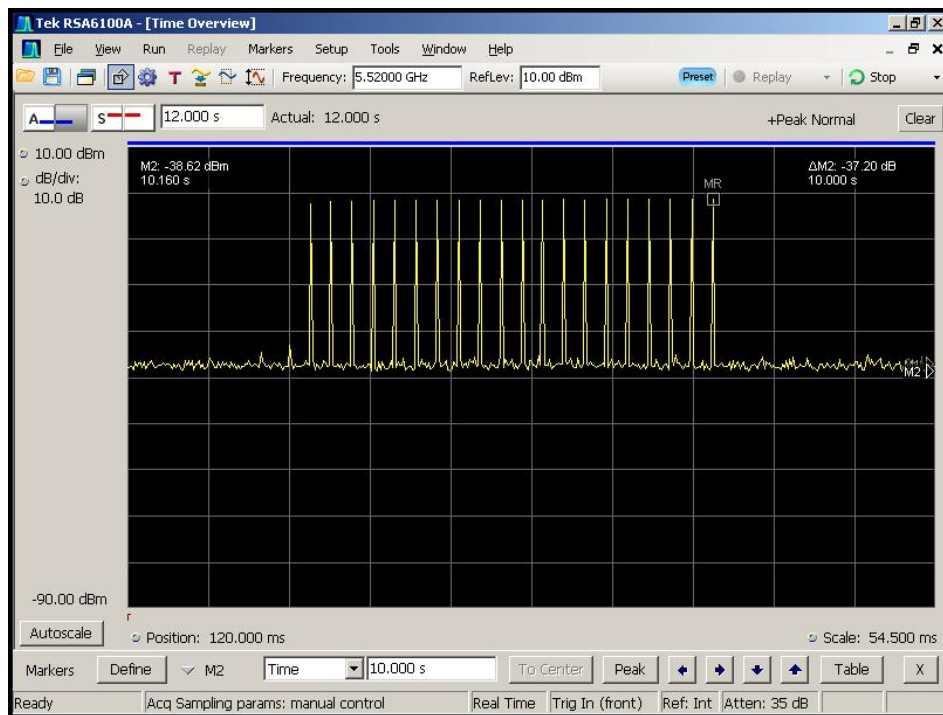 Tek RSA6100A - [Time Overview]
File View Run Replay Markers Setup Tools Window Help
T Frequency: 5.52000 GHz RefLev: 10.00 dBm Preset Replay Stop
A S 12.000 s Actual: 12.000 s +Peak Normal Clear
10.00 dBm
dB/div:
10.0 dB
M2: -38.62 dBm
10.160 s
ΔM2: -37.20 dB
10.000 s
MR
M2
-90.00 dBm
r
Autoscale Position: 120.000 ms Scale: 54.500 ms
Markers Define M2 Time 10.000 s To Center Peak Table X
Ready Acq Sampling params: manual control Real Time Trig In (front) Ref: Int Atten: 35 dB